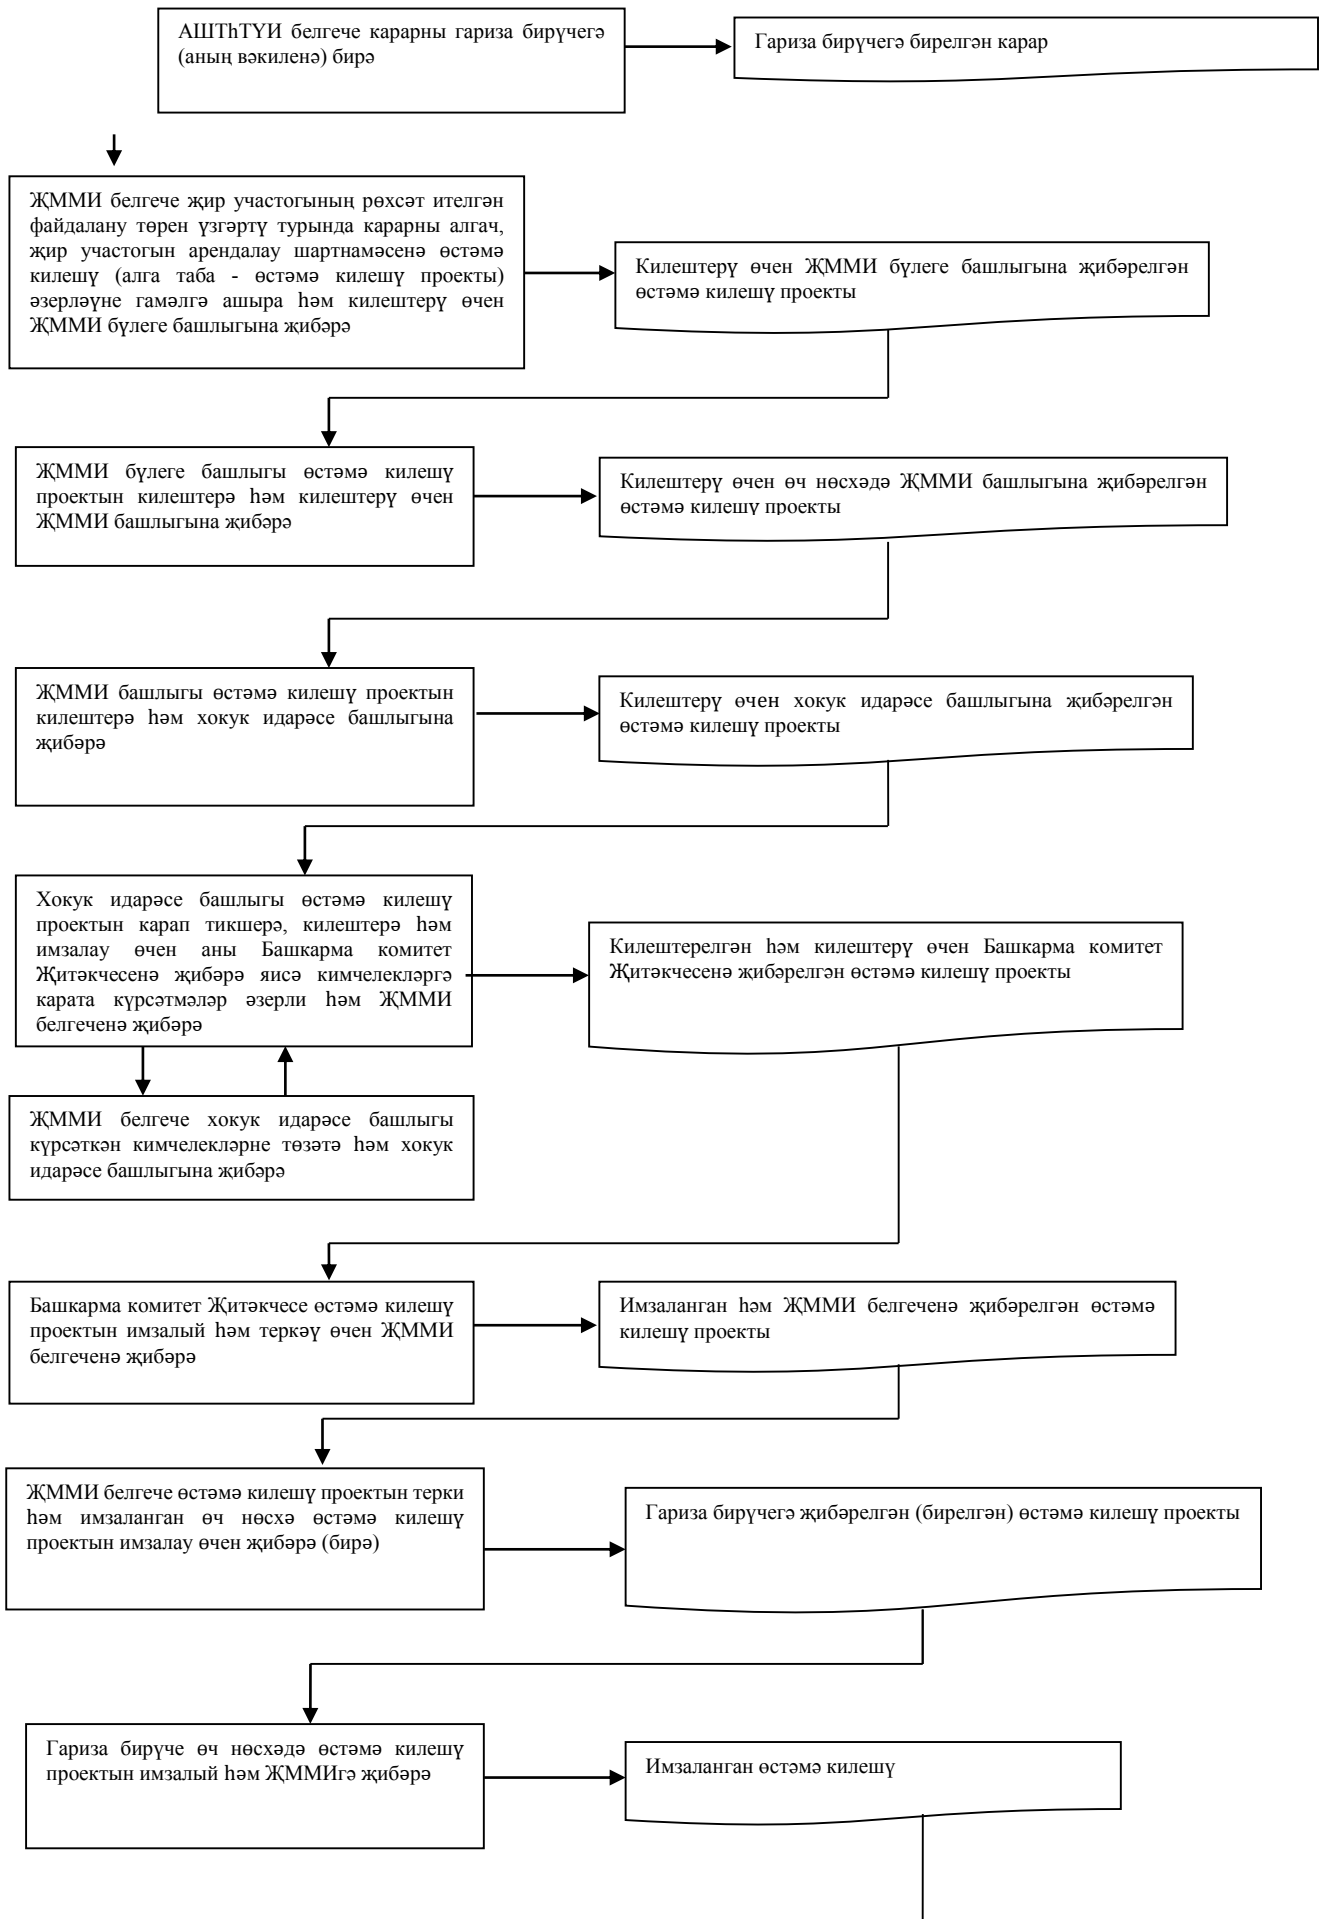 АШТһТҮИ белгече карарны гариза бирүчегә
(аның вәкиленә) бирә
Гариза бирүчегә бирелгән карар
ҖММИ белгече җир участогының рөхсәт ителгән
файдалану төрен үзгәртү турында карарны алгач,
җир участогын арендалау шартнамәсенә өстәмә
килешү (алга таба - өстәмә килешү проекты)
әзерләүне гамәлгә ашыра һәм килештерү өчен
ҖММИ бүлеге башлыгына җибәрә
Килештерү өчен ҖММИ бүлеге башлыгына җибәрелгән
өстәмә килешү проекты
ҖММИ бүлеге башлыгы өстәмә килешү
проектын килештерә һәм килештерү өчен
ҖММИ башлыгына җибәрә
Килештерү өчен өч нөсхәдә ҖММИ башлыгына җибәрелгән
өстәмә килешү проекты
ҖММИ башлыгы өстәмә килешү проектын
килештерә һәм хокук идарәсе башлыгына
җибәрә
Килештерү өчен хокук идарәсе башлыгына җибәрелгән
өстәмә килешү проекты
Хокук идарәсе башлыгы өстәмә килешү
проектын карап тикшерә, килештерә һәм
имзалау өчен аны Башкарма комитет
Җитәкчесенә җибәрә яисә кимчелекләргә
карата күрсәтмәләр әзерли һәм ҖММИ
белгеченә җибәрә
Килештерелгән һәм килештерү өчен Башкарма комитет
Җитәкчесенә җибәрелгән өстәмә килешү проекты
ҖММИ белгече хокук идарәсе башлыгы
күрсәткән кимчелекләрне төзәтә һәм хокук
идарәсе башлыгына җибәрә
Башкарма комитет Җитәкчесе өстәмә килешү
проектын имзалый һәм теркәү өчен ҖММИ
белгеченә җибәрә
Имзаланган һәм ҖММИ белгеченә җибәрелгән өстәмә
килешү проекты
ҖММИ белгече өстәмә килешү проектын терки
һәм имзаланган өч нөсхә өстәмә килешү
проектын имзалау өчен җибәрә (бирә)
Гариза бирүчегә җибәрелгән (бирелгән) өстәмә килешү проекты
Гариза бирүче өч нөсхәдә өстәмә килешү
проектын имзалый һәм ҖММИгә җибәрә
Имзаланган өстәмә килешү